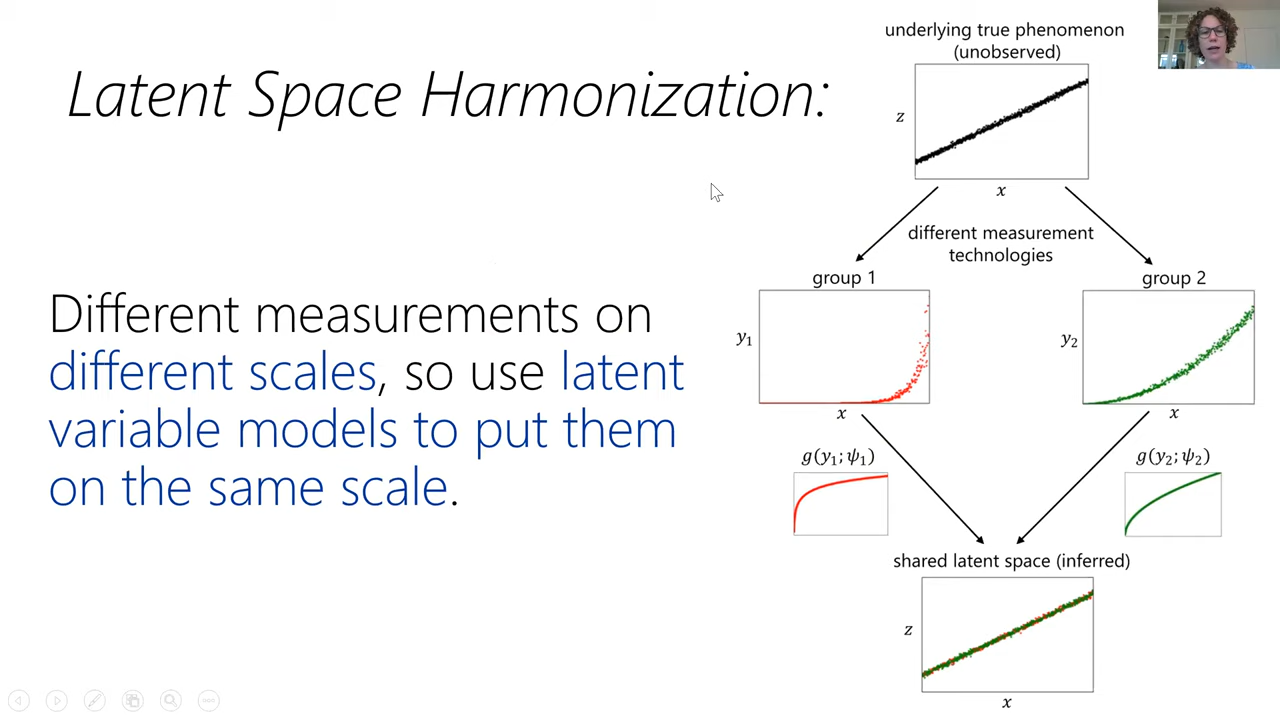 Latent Space Harmonization:
Different measurements on
different scales, so use latent
variable models to put them
on the same scale.
underlying true phenomenon
(unobserved)
z
x
different measurement
technologies
group 1
y₁
x
group 2
y₂
x
g(y₁; ψ₁)
g(y₂; ψ₂)
shared latent space (inferred)
z
x